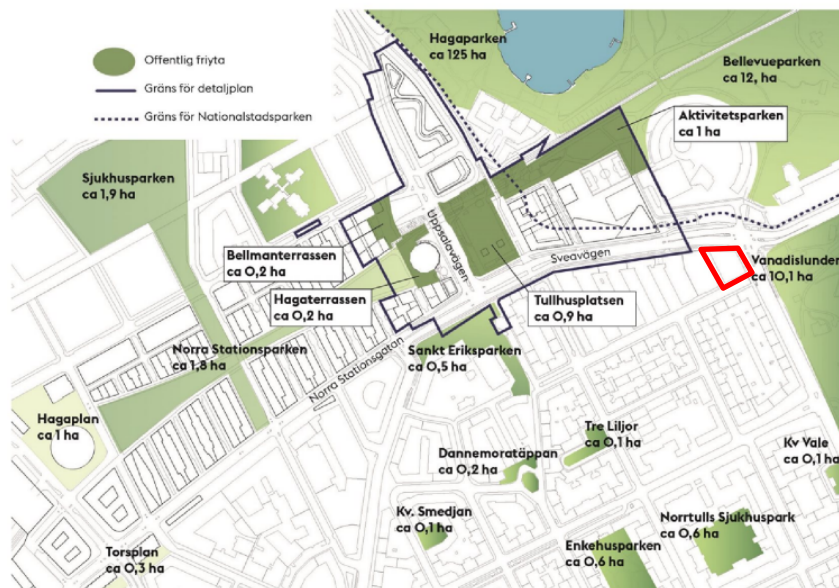 Offentlig friyta
Gräns för detaljplan
Gräns för Nationalstadsparken
Hagaparken
ca 125 ha
Bellevueparken
ca 12, ha
Aktivitetsparken
ca 1 ha
Sjukhusparken
ca 1,9 ha
Uppsalavägen
Bellmanterrassen
ca 0,2 ha
Sveavägen
Vanadislunden
ca 10,1 ha
Hagaterrassen
ca 0,2 ha
Tullhusplatsen
ca 0,9 ha
Norra Stationsparken
ca 1,8 ha
Norra Stationsgatan
Sankt Eriksparken
ca 0,5 ha
Hagaplan
ca 1 ha
Tre Liljor
ca 0,1 ha
Dannemoratäppan
ca 0,2 ha
Kv Vale
ca 0,1 ha
Kv. Smedjan
ca 0,1 ha
Norrtulls Sjukhuspark
ca 0,6 ha
Torsplan
ca 0,3 ha
Enkehusparken
ca 0,6 ha